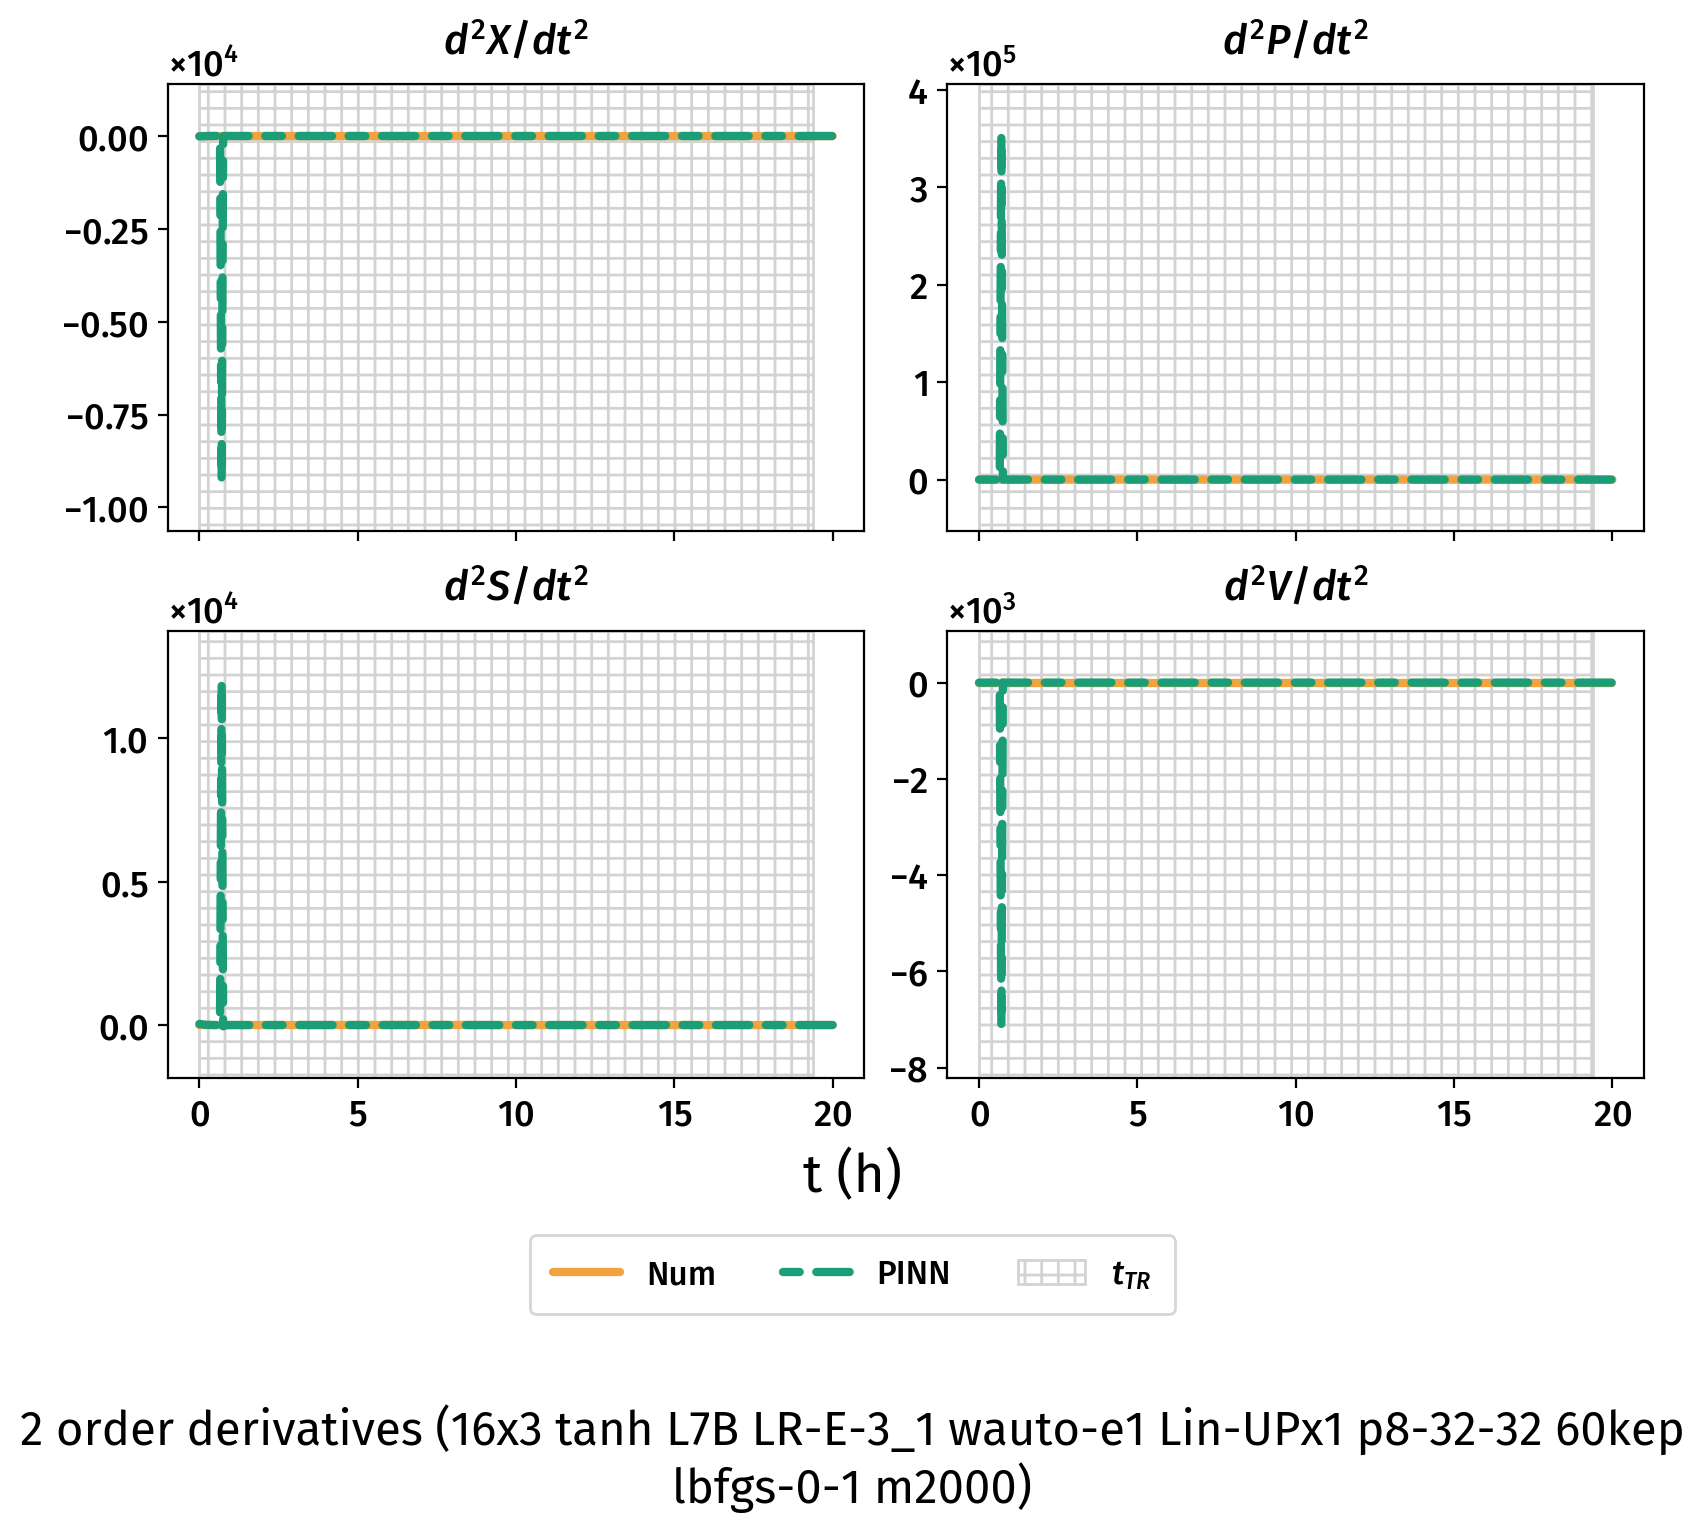 d²X/dt²
×10⁴
0.00
−0.25
−0.50
−0.75
−1.00
d²P/dt²
×10⁵
4
3
2
1
0
d²S/dt²
×10⁴
1.0
0.5
0.0
0 5 10 15 20
d²V/dt²
×10³
0
−2
−4
−6
−8
0 5 10 15 20
t (h)
Num PINN t_TR
2 order derivatives (16x3 tanh L7B LR-E-3_1 wauto-e1 Lin-UPx1 p8-32-32 60kep
lbfgs-0-1 m2000)